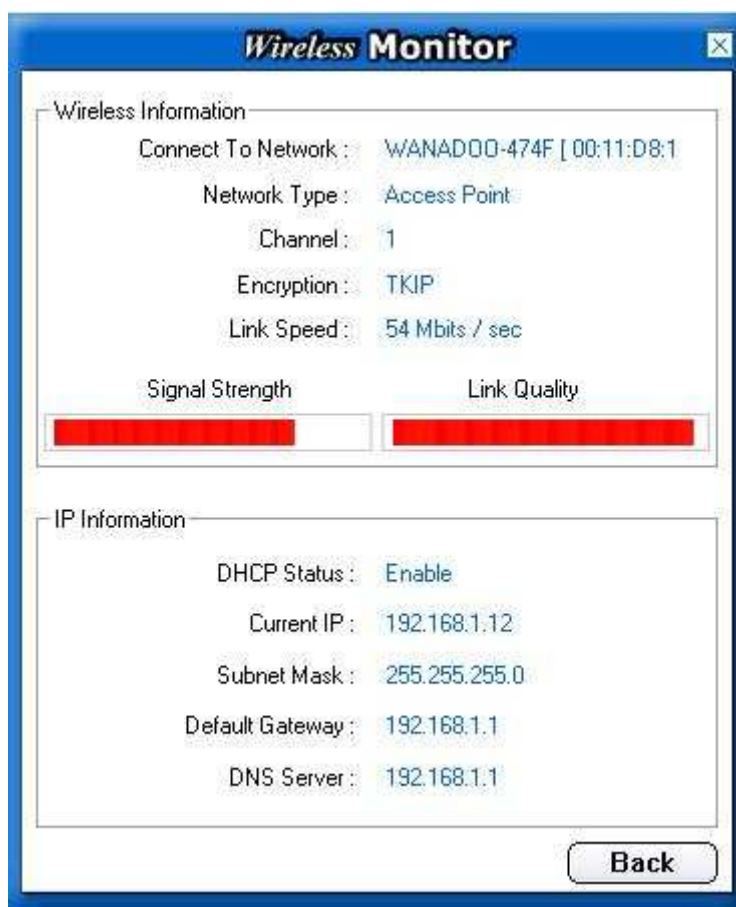 Wireless Monitor
Wireless Information
Connect To Network : WANADOO-474F [ 00:11:D8:1
Network Type : Access Point
Channel : 1
Encryption : TKIP
Link Speed : 54 Mbits / sec
Signal Strength Link Quality
IP Information
DHCP Status : Enable
Current IP : 192.168.1.12
Subnet Mask : 255.255.255.0
Default Gateway : 192.168.1.1
DNS Server : 192.168.1.1
Back